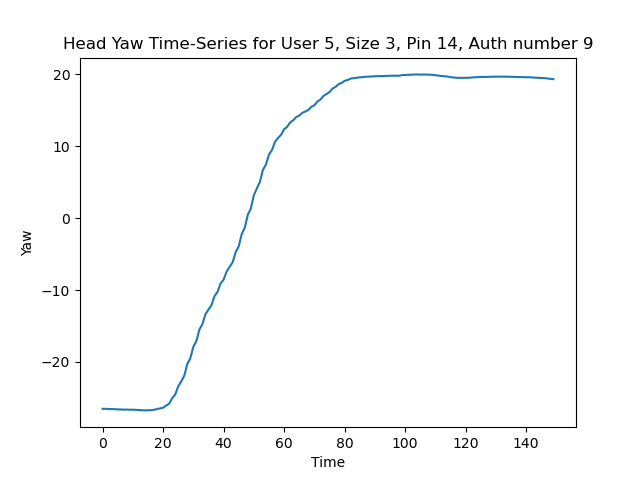 Head Yaw Time-Series for User 5, Size 3, Pin 14, Auth number 9
20
10
0
−10
−20
Yaw
0 20 40 60 80 100 120 140
Time